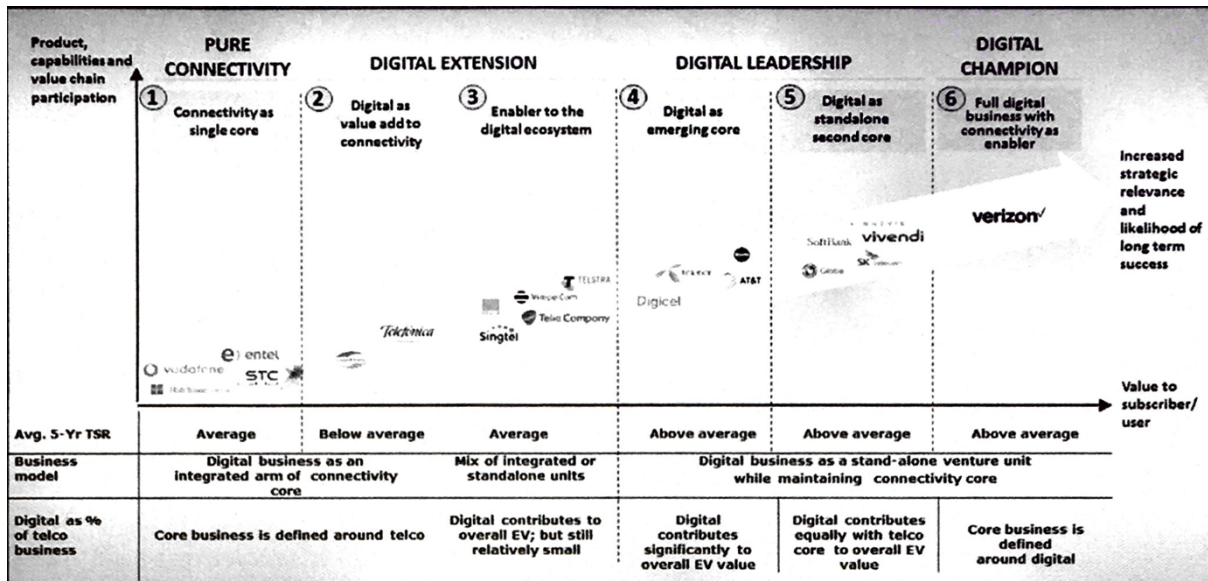 Product,
capabilities and
value chain
participation
PURE
CONNECTIVITY
DIGITAL EXTENSION
DIGITAL LEADERSHIP
DIGITAL
CHAMPION
1
Connectivity as
single core
2
Digital as
value add to
connectivity
3
Enabler to the
digital ecosystem
4
Digital as
emerging core
5
Digital as
standalone
second core
6
Full digital
business with
connectivity as
enabler
Increased
strategic
relevance
and
likelihood of
long term
success
verizon
SoftBank
vivendi
Globe
SK
TELSTRA
VimpelCom
Telia Company
Singtel
AT&T
Digicel
Telefónica
entel
vodafone
STC
Value to
subscriber/
user
Avg. 5-Yr TSR
Average
Below average
Average
Above average
Above average
Above average
Business
model
Digital business as an
integrated arm of connectivity
core
Mix of integrated or
standalone units
Digital business as a stand-alone venture unit
while maintaining connectivity core
Digital as %
of telco
business
Core business is defined around telco
Digital contributes to
overall EV; but still
relatively small
Digital
contributes
significantly to
overall EV value
Digital contributes
equally with telco
core to overall EV
value
Core business is
defined
around digital